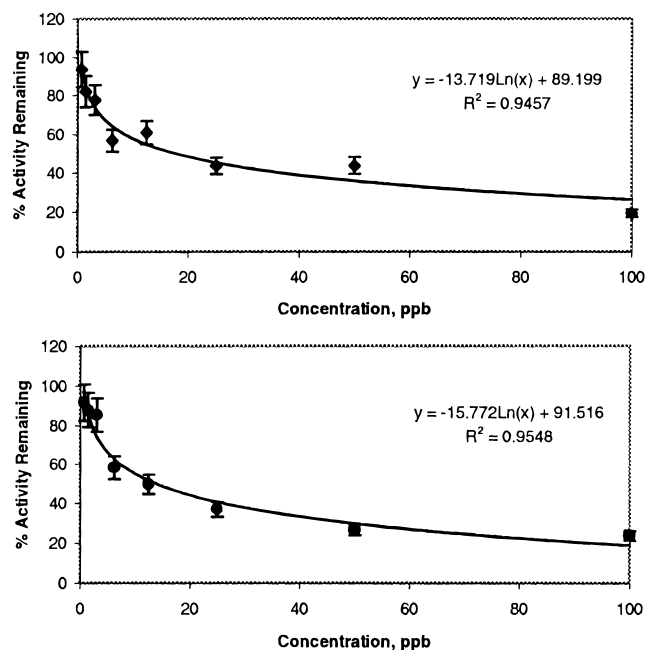 120
100
80
60
40
20
0
% Activity Remaining
y = -13.719Ln(x) + 89.199
R² = 0.9457
0 20 40 60 80 100
Concentration, ppb
120
100
80
60
40
20
0
% Activity Remaining
y = -15.772Ln(x) + 91.516
R² = 0.9548
0 20 40 60 80 100
Concentration, ppb